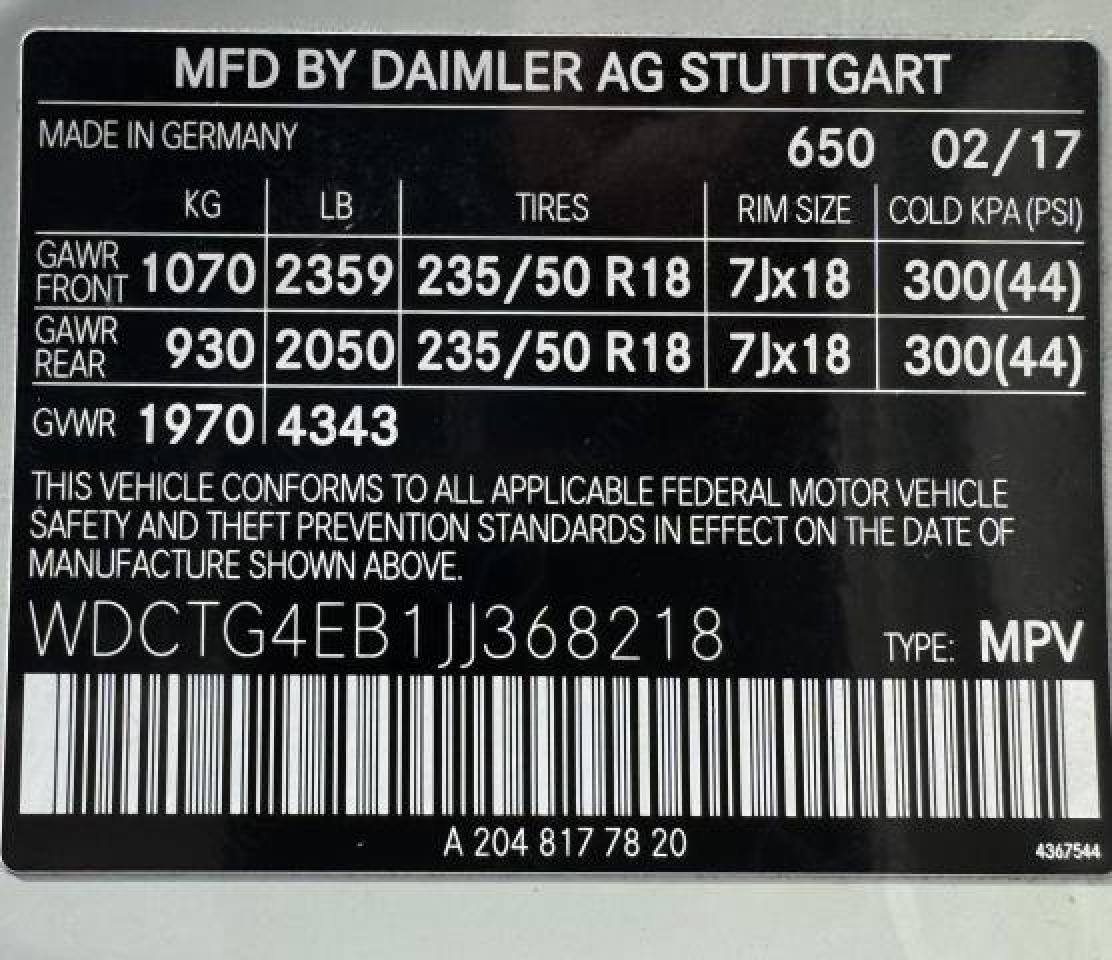 MFD BY DAIMLER AG STUTTGART
MADE IN GERMANY 650 02/17
KG LB TIRES RIM SIZE COLD KPA (PSI)
GAWR FRONT 1070 2359 235/50 R18 7Jx18 300(44)
GAWR REAR 930 2050 235/50 R18 7Jx18 300(44)
GVWR 1970 4343
THIS VEHICLE CONFORMS TO ALL APPLICABLE FEDERAL MOTOR VEHICLE
SAFETY AND THEFT PREVENTION STANDARDS IN EFFECT ON THE DATE OF
MANUFACTURE SHOWN ABOVE.
WDCTG4EB1JJ368218 TYPE: MPV
A 204 817 78 20 4367544